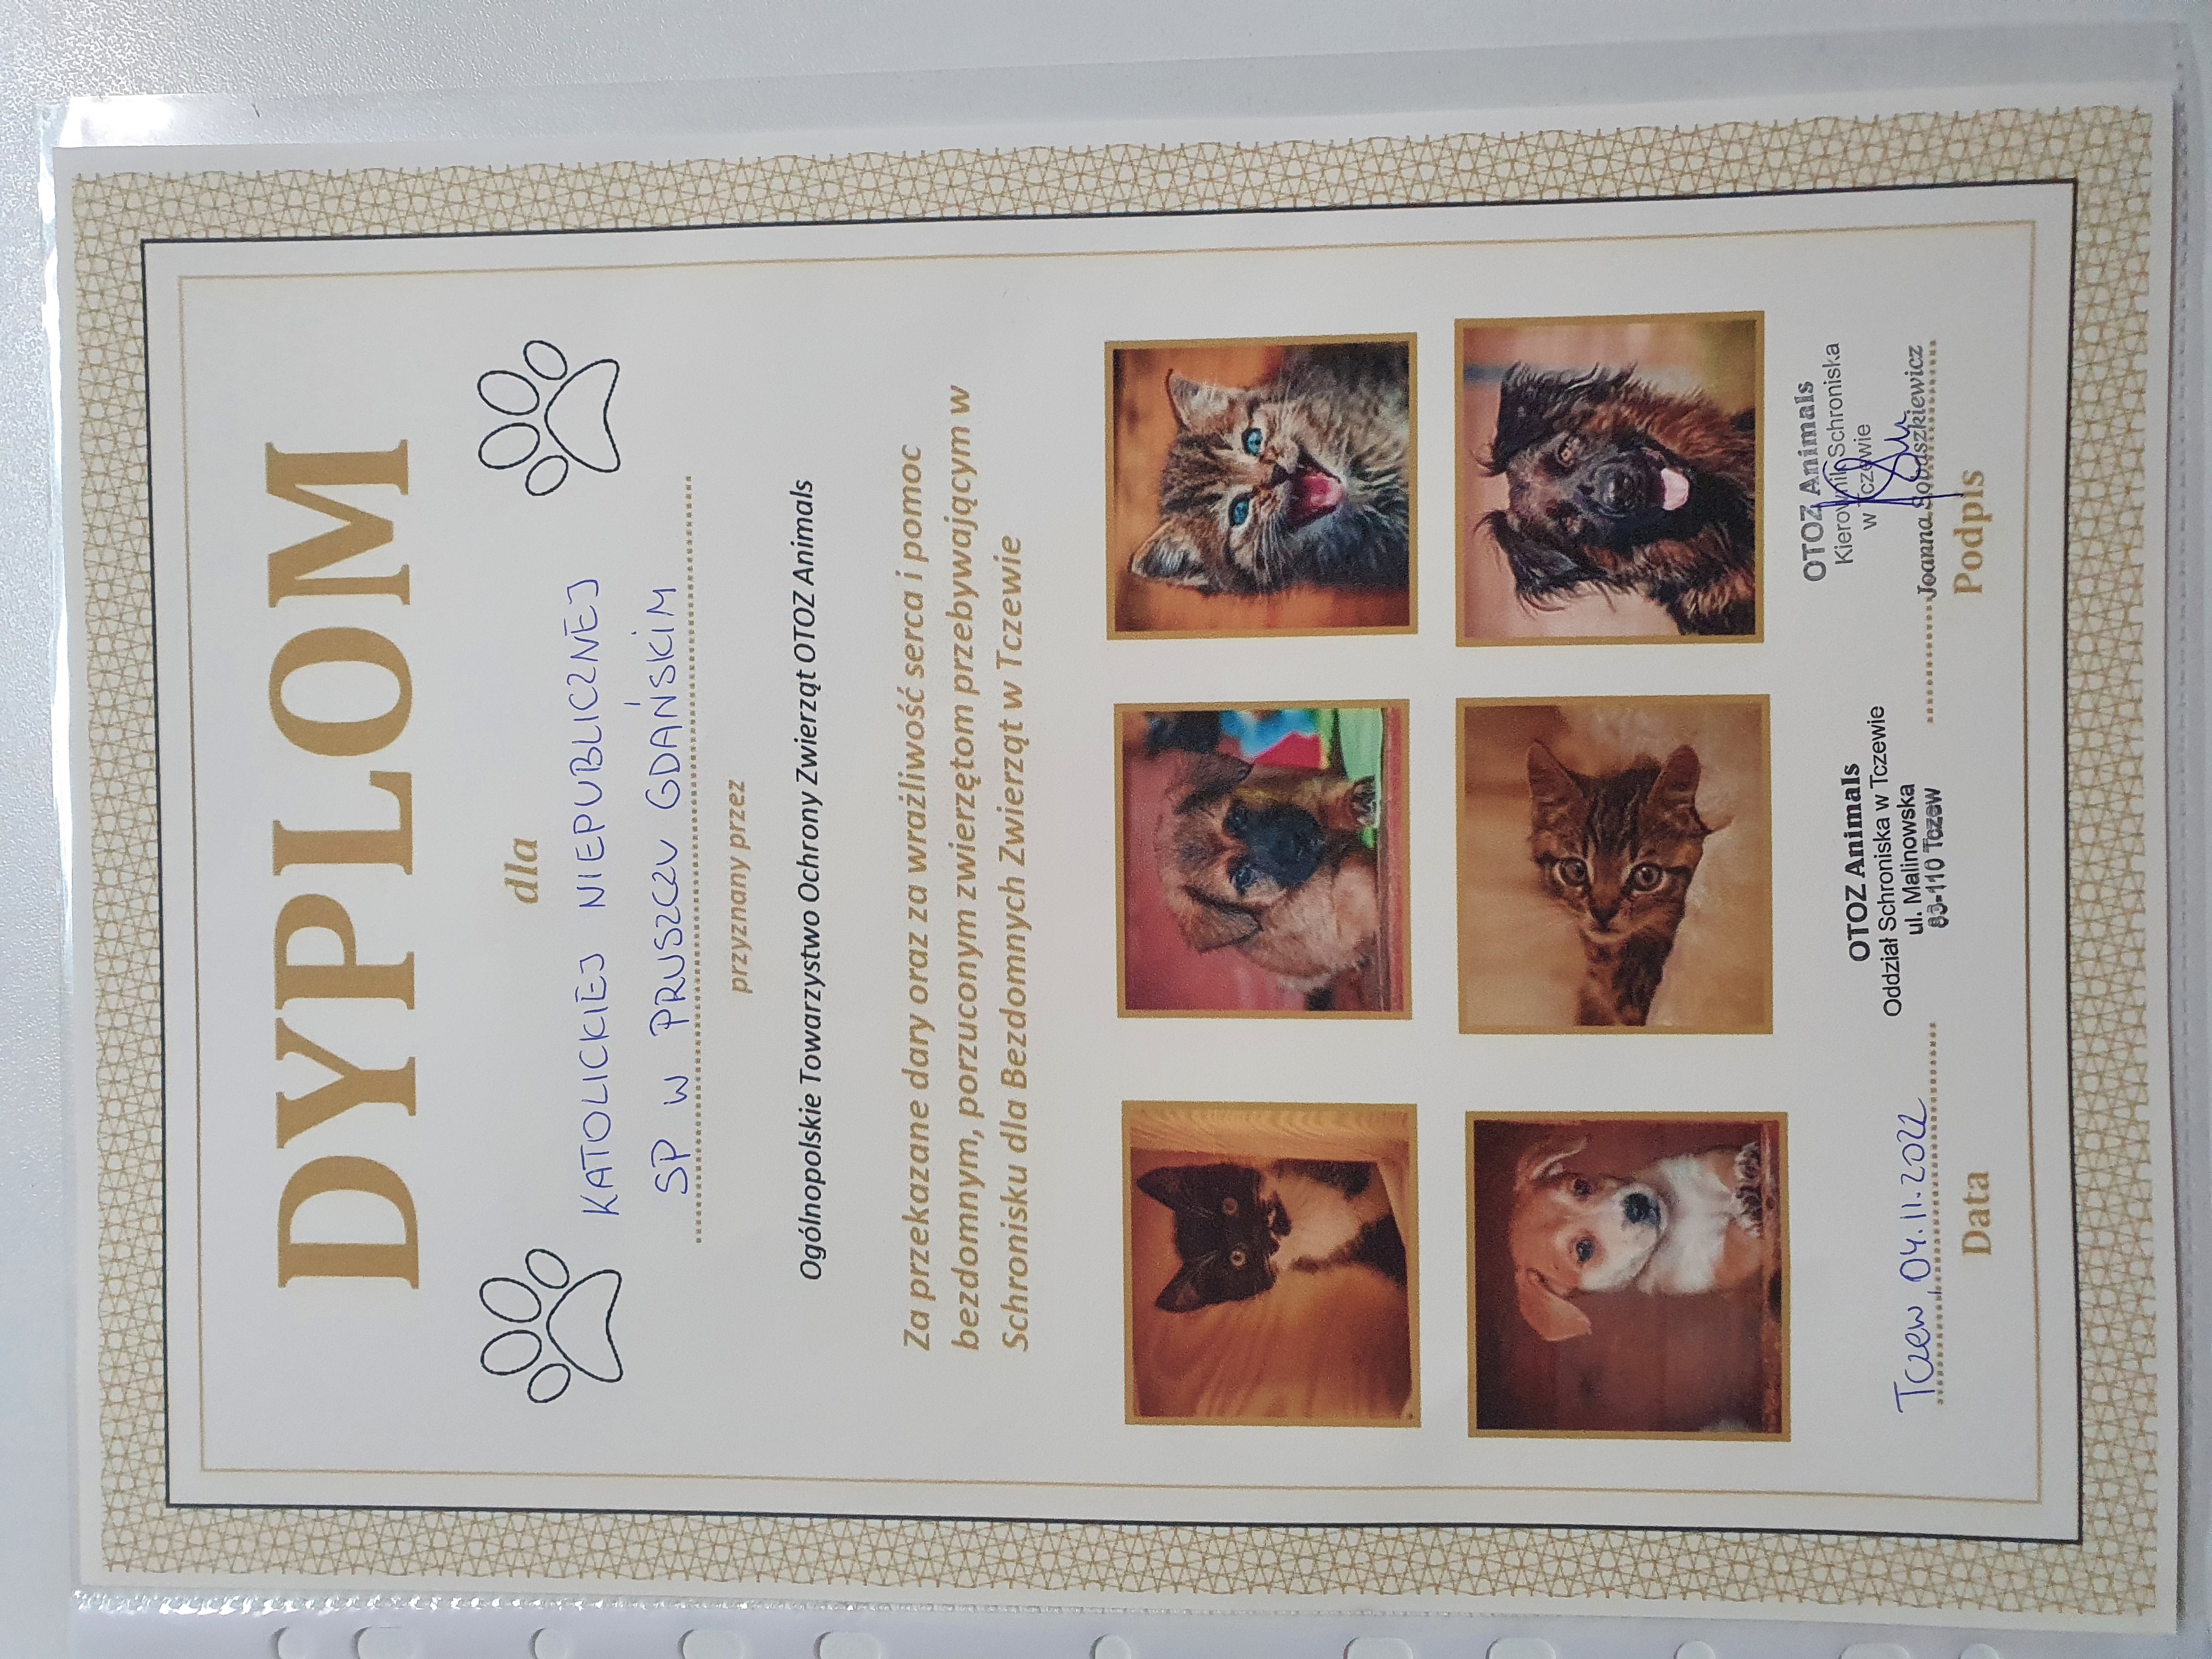 DYPLOM
dla
KATOLICKIEJ NIEPUBLICZNEJ
SP W PRUSZCZU GDAŃSKIM
przyznany przez
Ogólnopolskie Towarzystwo Ochrony Zwierząt OTOZ Animals
Za przekazane dary oraz za wrażliwość serca i pomoc
bezdomnym, porzuconym zwierzętom przebywającym w
Schronisku dla Bezdomnych Zwierząt w Tczewie
Tczew, 04.11.2022
Data
OTOZ Animals
Oddział Schroniska w Tczewie
ul. Malinowska
83-110 Tczew
OTOZ Animals
Kierownik Schroniska
w Tczewie
Joanna
Podpis